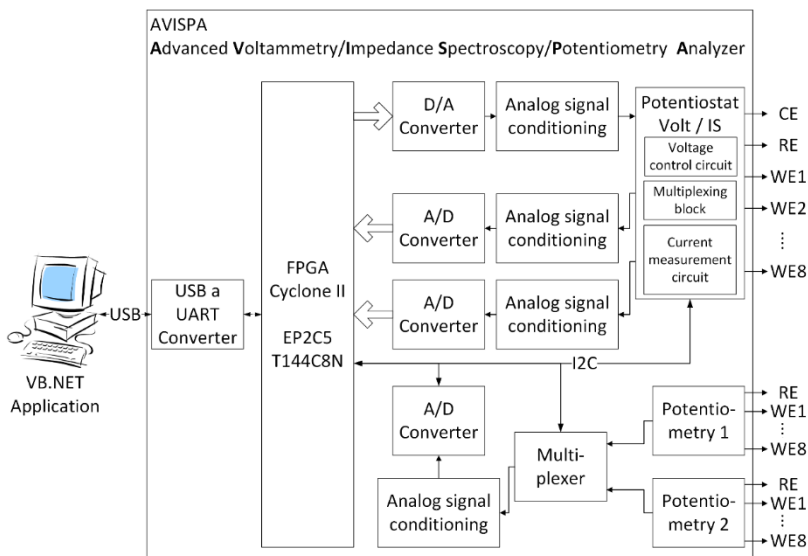 AVISPA
Advanced Voltammetry/Impedance Spectroscopy/Potentiometry Analyzer
D/A
Converter
Analog signal
conditioning
Potentiostat
Volt / IS
Voltage
control circuit
Multiplexing
block
Current
measurement
circuit
CE
RE
WE1
WE2
....
WE8
A/D
Converter
Analog signal
conditioning
A/D
Converter
Analog signal
conditioning
FPGA
Cyclone II
EP2C5
T144C8N
USB
USB a
UART
Converter
VB.NET
Application
I2C
A/D
Converter
Analog signal
conditioning
Multi-
plexer
Potentio-
metry 1
RE
WE1
...
WE8
Potentio-
metry 2
RE
WE1
...
WE8